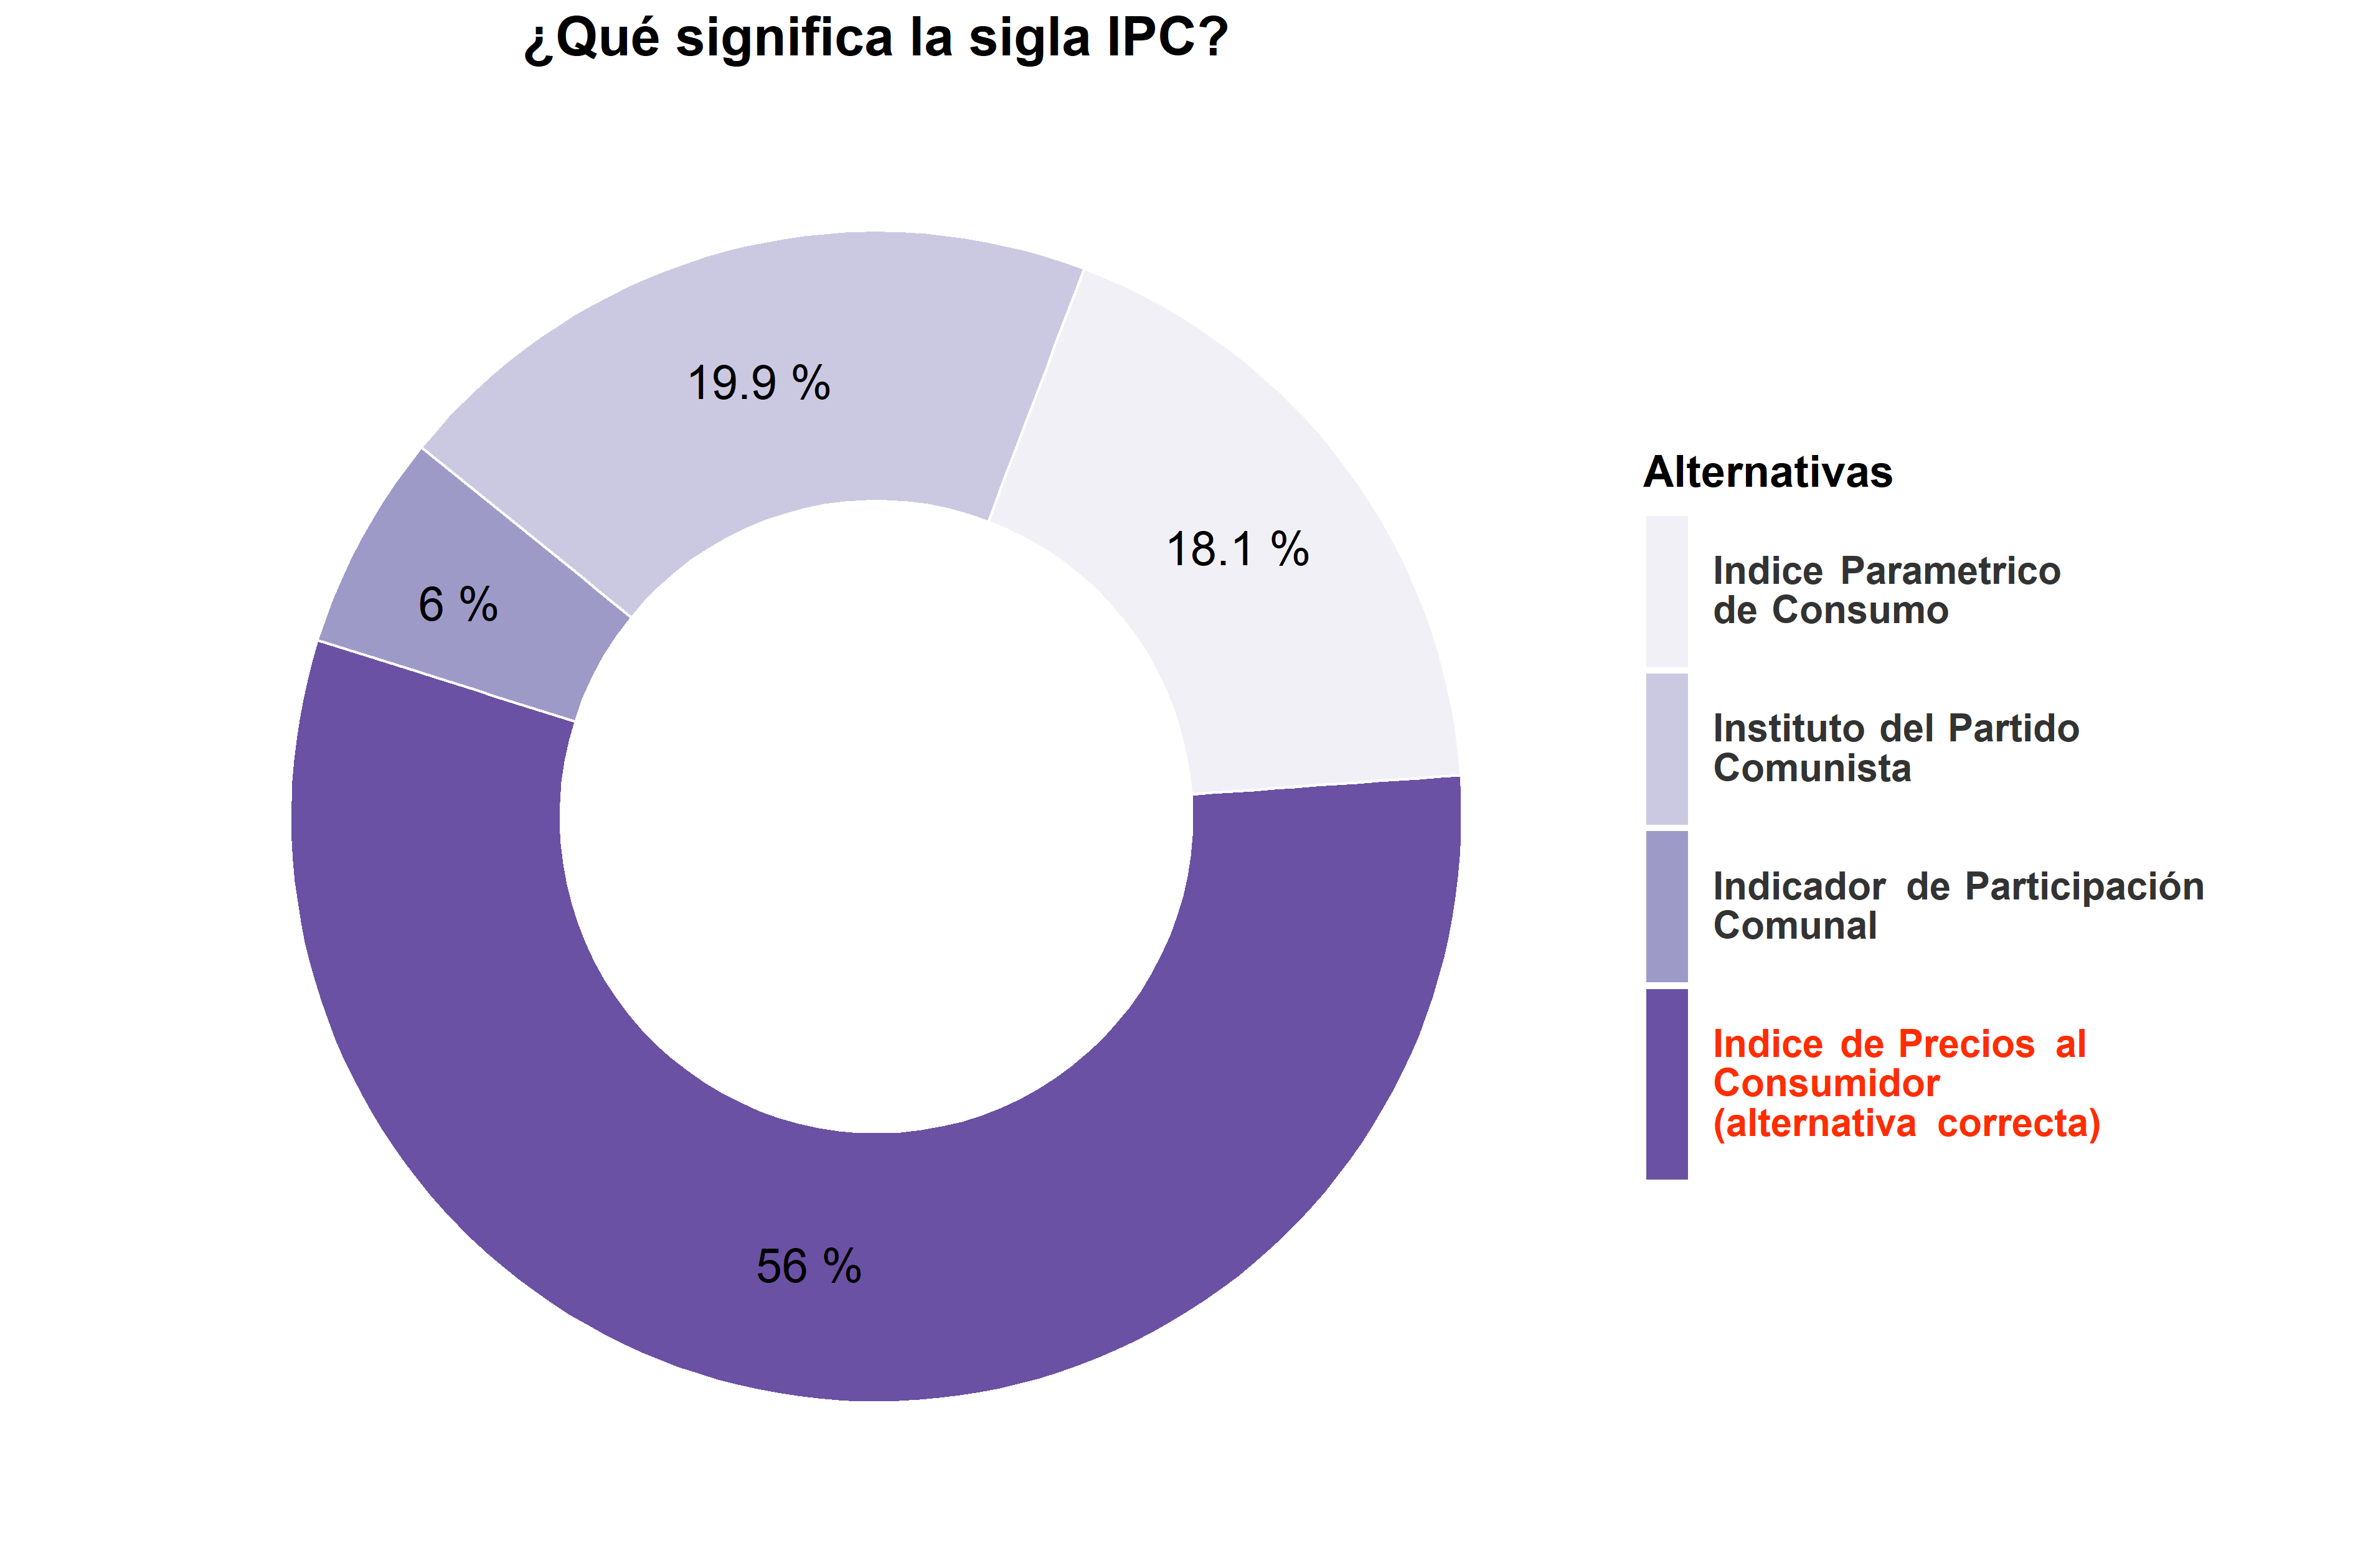 ¿Qué significa la sigla IPC?
19.9 %
18.1 %
6 %
56 %
Alternativas
Indice Parametrico
de Consumo
Instituto del Partido
Comunista
Indicador de Participación
Comunal
Indice de Precios al
Consumidor
(alternativa correcta)